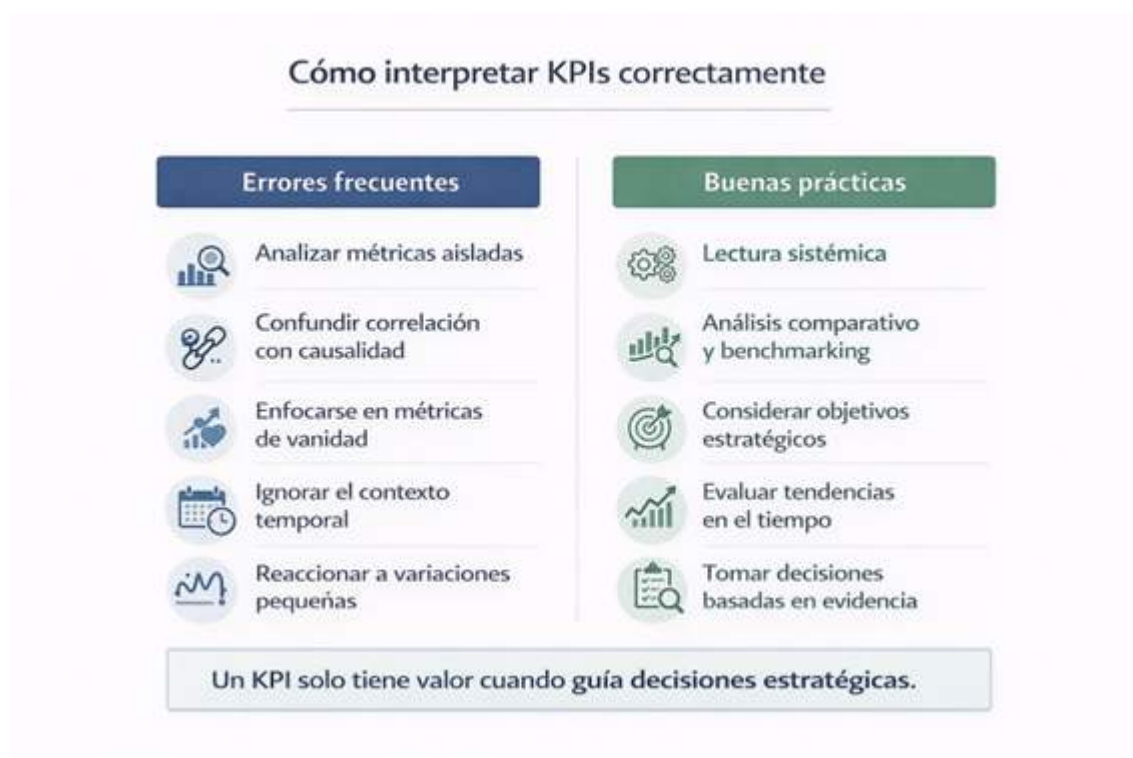 Cómo interpretar KPIs correctamente
Errores frecuentes
Analizar métricas aisladas
Confundir correlación
con causalidad
Enfocarse en métricas
de vanidad
Ignorar el contexto
temporal
Reaccionar a variaciones
pequeñas
Buenas prácticas
Lectura sistémica
Análisis comparativo
y benchmarking
Considerar objetivos
estratégicos
Evaluar tendencias
en el tiempo
Tomar decisiones
basadas en evidencia
Un KPI solo tiene valor cuando guía decisiones estratégicas.